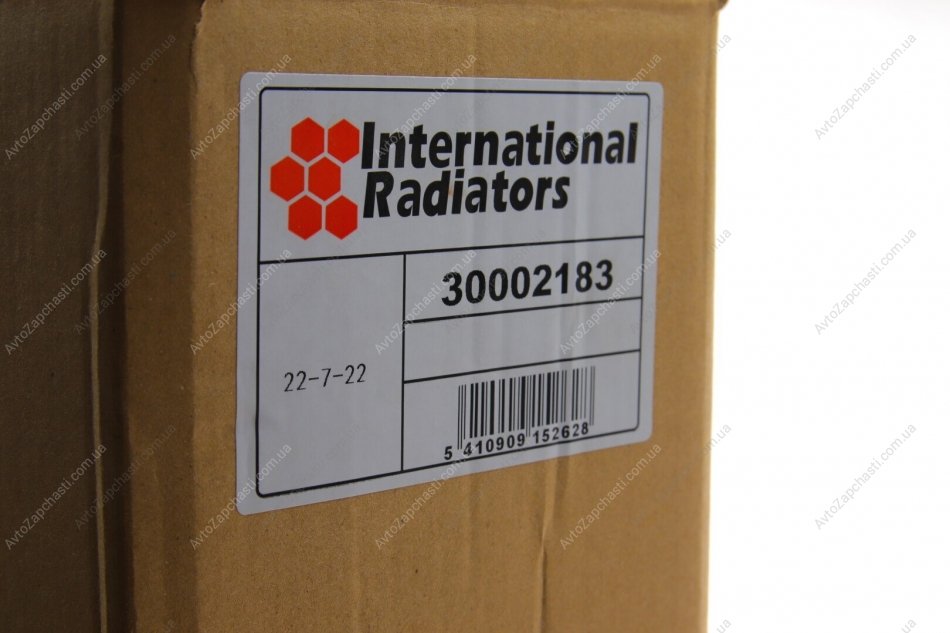 International
Radiators
30002183
22-7-22
5 410909 152628
AvtoZapchasti.com.ua